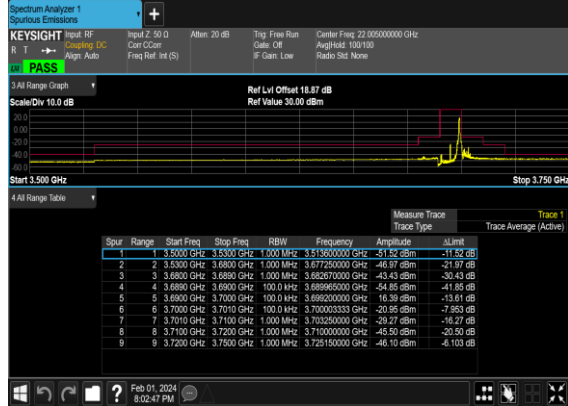 Spectrum Analyzer 1
Spurious Emissions
+
KEYSIGHT Input: RF Input Z: 50 Ω Atten: 20 dB Trig: Free Run Center Freq: 22.005000000 GHz
R T Coupling: DC Corr CCorr Gate: Off Avg|Hold: 100/100
Align: Auto Freq Ref: Int (S) IF Gain: Low Radio Std: None
PASS
3 All Range Graph
Ref Lvl Offset 18.87 dB
Scale/Div 10.0 dB Ref Value 30.00 dBm
20.0
0.00
-20.0
-40.0
Start 3.500 GHz Stop 3.750 GHz
4 All Range Table
Measure Trace Trace 1
Trace Type Trace Average (Active)
Spur Range Start Freq Stop Freq RBW Frequency Amplitude ΔLimit
1 1 3.5000 GHz 3.5300 GHz 1.000 MHz 3.513600000 GHz -51.52 dBm -11.52 dB
2 2 3.5300 GHz 3.6800 GHz 1.000 MHz 3.677250000 GHz -46.97 dBm -21.97 dB
3 3 3.6800 GHz 3.6890 GHz 1.000 MHz 3.682670000 GHz -43.43 dBm -30.43 dB
4 4 3.6890 GHz 3.6900 GHz 100.0 kHz 3.689965000 GHz -54.85 dBm -41.85 dB
5 5 3.6900 GHz 3.7000 GHz 100.0 kHz 3.699200000 GHz 16.39 dBm -13.61 dB
6 6 3.7000 GHz 3.7010 GHz 100.0 kHz 3.700003333 GHz -20.95 dBm -7.953 dB
7 7 3.7010 GHz 3.7100 GHz 1.000 MHz 3.703250000 GHz -29.27 dBm -16.27 dB
8 8 3.7100 GHz 3.7200 GHz 1.000 MHz 3.710000000 GHz -45.50 dBm -20.50 dB
9 9 3.7200 GHz 3.7500 GHz 1.000 MHz 3.725150000 GHz -46.10 dBm -6.103 dB
? Feb 01, 2024
8:02:47 PM